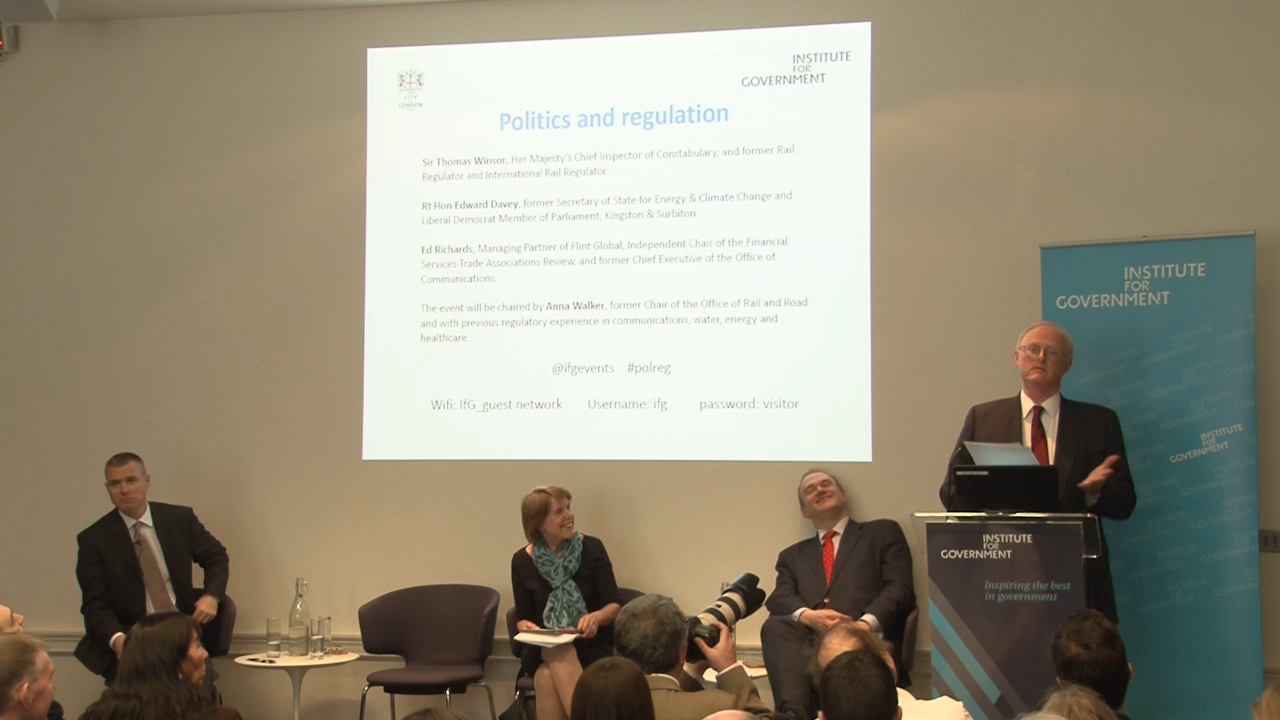 LONDON
INSTITUTE
FOR
GOVERNMENT
Politics and regulation
Sir Thomas Winsor, Her Majesty's Chief Inspector of Constabulary, and former Rail
Regulator and International Rail Regulator
Rt Hon Edward Davey, former Secretary of State for Energy & Climate Change and
Liberal Democrat Member of Parliament, Kingston & Surbiton
Ed Richards, Managing Partner of Flint Global, Independent Chair of the Financial
Services Trade Associations Review, and former Chief Executive of the Office of
Communications.
The event will be chaired by Anna Walker, former Chair of the Office of Rail and Road
and with previous regulatory experience in communications, water, energy and
healthcare.
@ifgevents #polreg
Wifi: IfG_guest network Username: ifg password: visitor
INSTITUTE
FOR
GOVERNMENT
INSTITUTE
FOR
GOVERNMENT
INSTITUTE
FOR
GOVERNMENT
Inspiring the best
in government